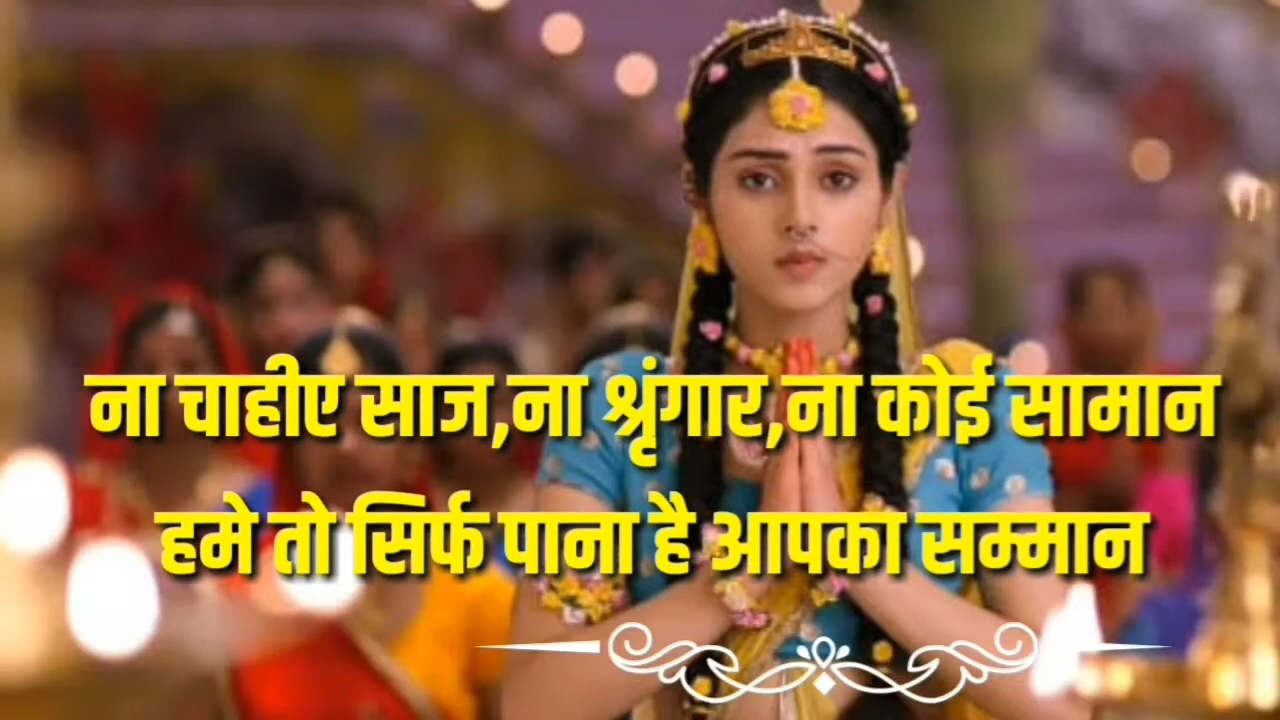 ना चाहीए साज,ना श्रृंगार,ना कोई सामान
हमे तो सिर्फ पाना है आपका सम्मान